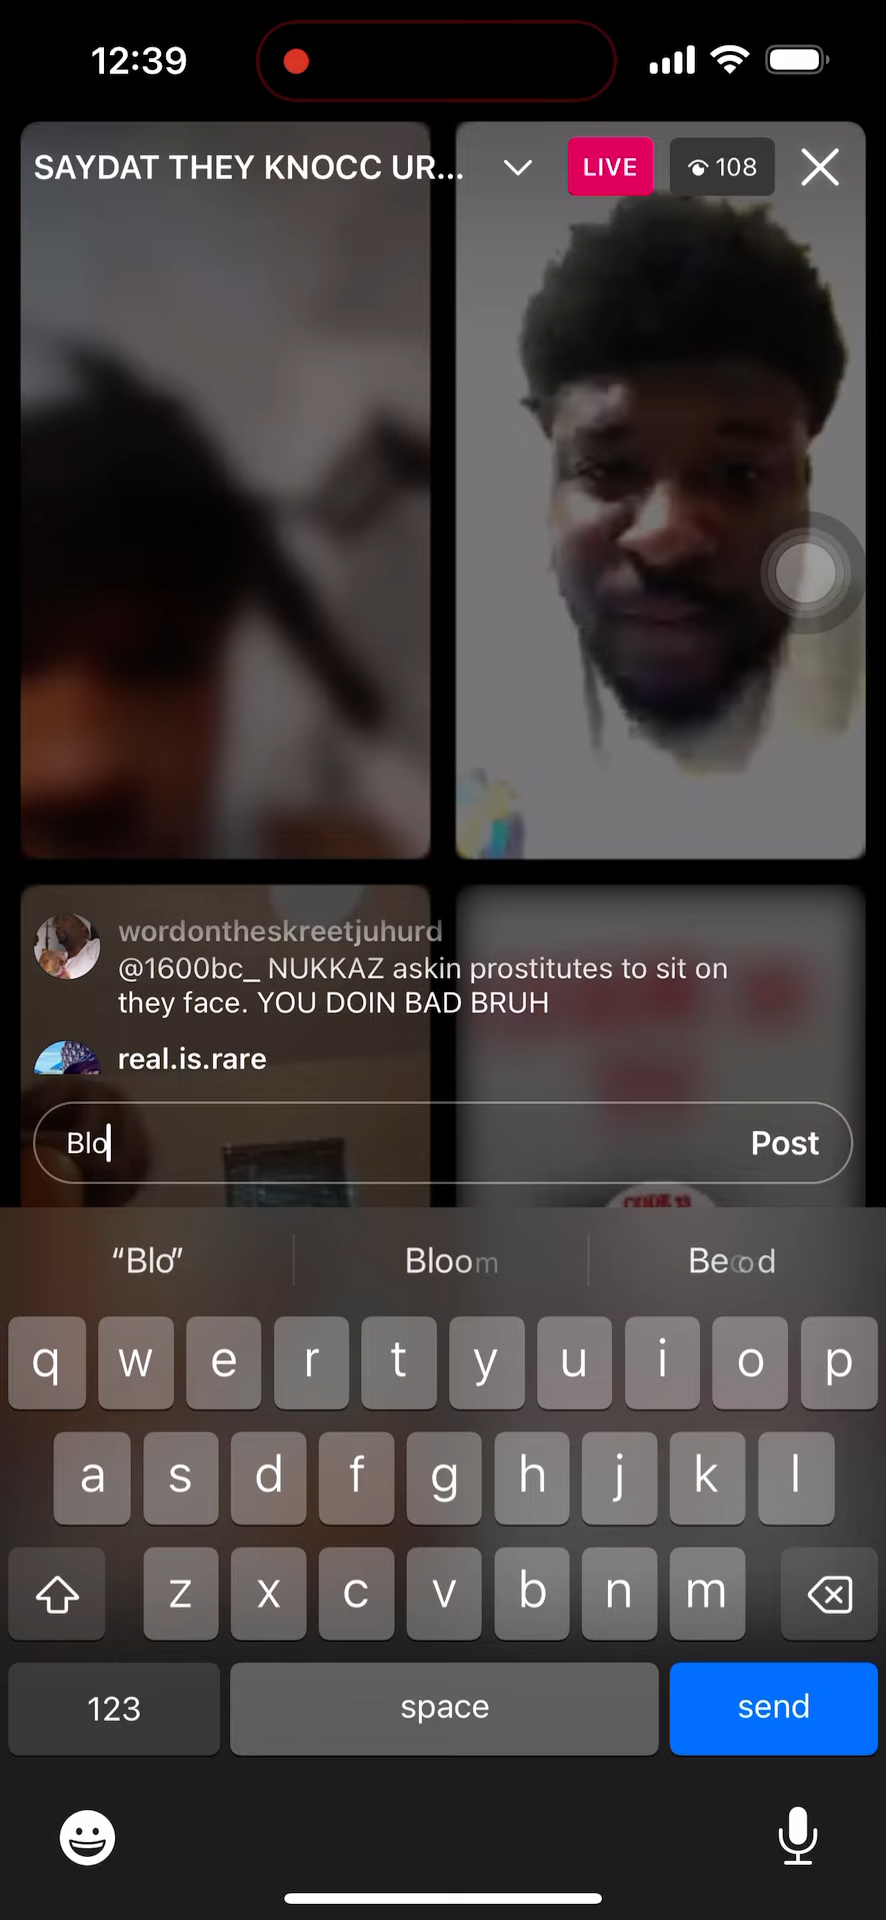 12:39
SAYDAT THEY KNOCC UR...
LIVE
108
wordontheskreetjuhurd
@1600bc_ NUKKAZ askin prostitutes to sit on
they face. YOU DOIN BAD BRUH
real.is.rare
Blo
Post
“Blo” Bloom
q w e r t y u i o p
a s d f g h j k l
z x c v b n m
123 space send